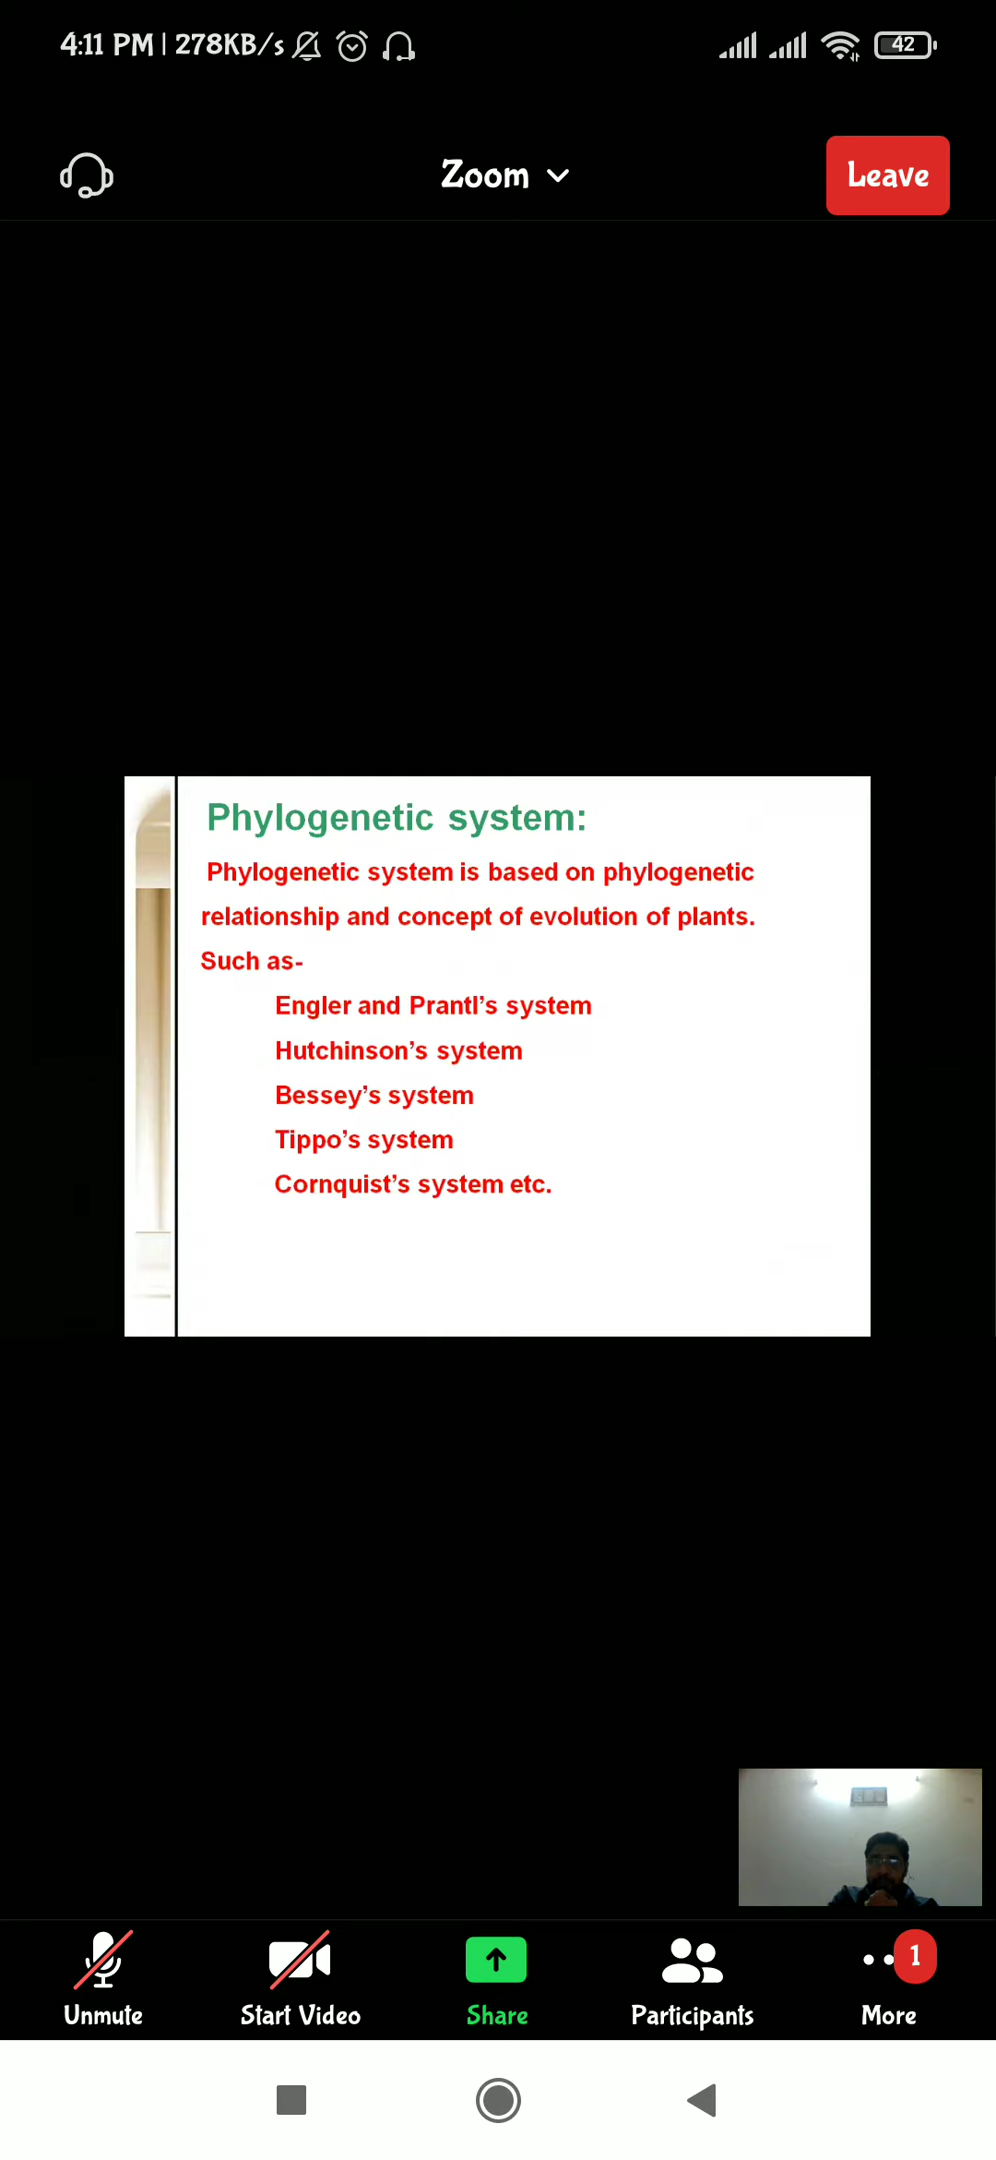 4:11 PM | 278KB/s 42
Zoom Leave
Phylogenetic system:
Phylogenetic system is based on phylogenetic
relationship and concept of evolution of plants.
Such as-
Engler and Prantl’s system
Hutchinson’s system
Bessey’s system
Tippo’s system
Cornquist’s system etc.
1
Unmute Start Video Share Participants More